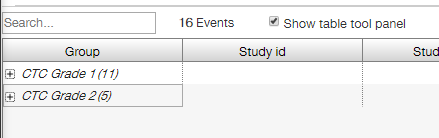 Search... 16 Events Show table tool panel
Group Study id Stud
CTC Grade 1 (11)
CTC Grade 2 (5)